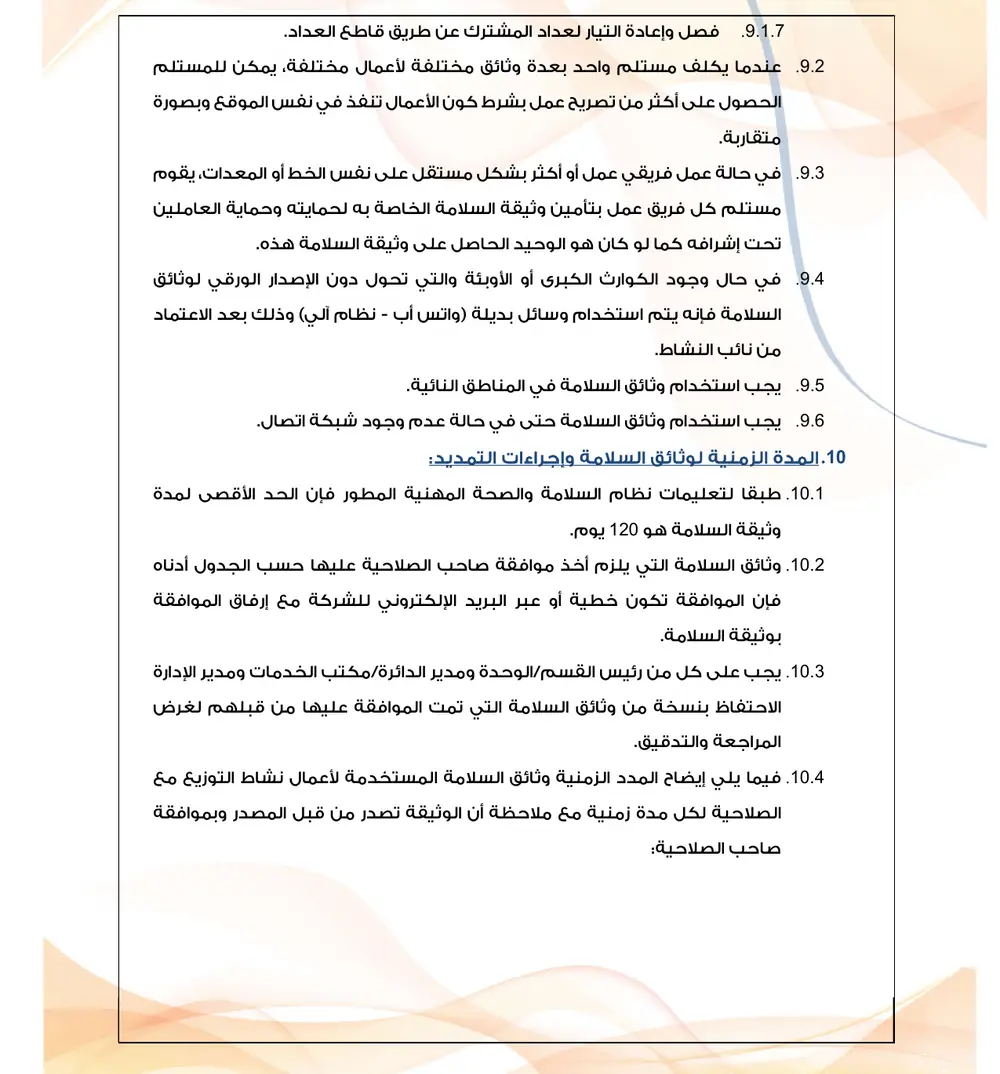 9.1.7. فصل وإعادة التيار لعداد المشترك عن طريق قاطع العداد.
9.2. عندما يكلف مستلم واحد بعدة وثائق مختلفة لأعمال مختلفة، يمكن للمستلم
الحصول على أكثر من تصريح عمل بشرط كون الأعمال تنفذ في نفس الموقع وبصورة
متقاربة.
9.3. في حالة عمل فريقي عمل أو أكثر بشكل مستقل على نفس الخط أو المعدات، يقوم
مستلم كل فريق عمل بتأمين وثيقة السلامة الخاصة به لحمايته وحماية العاملين
تحت إشرافه كما لو كان هو الوحيد الحاصل على وثيقة السلامة هذه.
9.4. في حال وجود الكوارث الكبرى أو الأوبئة والتي تحول دون الإصدار الورقي لوثائق
السلامة فإنه يتم استخدام وسائل بديلة (واتس أب - نظام آلي) وذلك بعد الاعتماد
من نائب النشاط.
9.5. يجب استخدام وثائق السلامة في المناطق النائية.
9.6. يجب استخدام وثائق السلامة حتى في حالة عدم وجود شبكة اتصال.
10. المدة الزمنية لوثائق السلامة وإجراءات التمديد:
10.1. طبقا لتعليمات نظام السلامة والصحة المهنية المطور فإن الحد الأقصى لمدة
وثيقة السلامة هو 120 يوم.
10.2. وثائق السلامة التي يلزم أخذ موافقة صاحب الصلاحية عليها حسب الجدول أدناه
فإن الموافقة تكون خطية أو عبر البريد الإلكتروني للشركة مع إرفاق الموافقة
بوثيقة السلامة.
10.3. يجب على كل من رئيس القسم/الوحدة ومدير الدائرة/مكتب الخدمات ومدير الإدارة
الاحتفاظ بنسخة من وثائق السلامة التي تمت الموافقة عليها من قبلهم لغرض
المراجعة والتدقيق.
10.4. فيما يلي إيضاح المدد الزمنية وثائق السلامة المستخدمة لأعمال نشاط التوزيع مع
الصلاحية لكل مدة زمنية مع ملاحظة أن الوثيقة تصدر من قبل المصدر وبموافقة
صاحب الصلاحية: